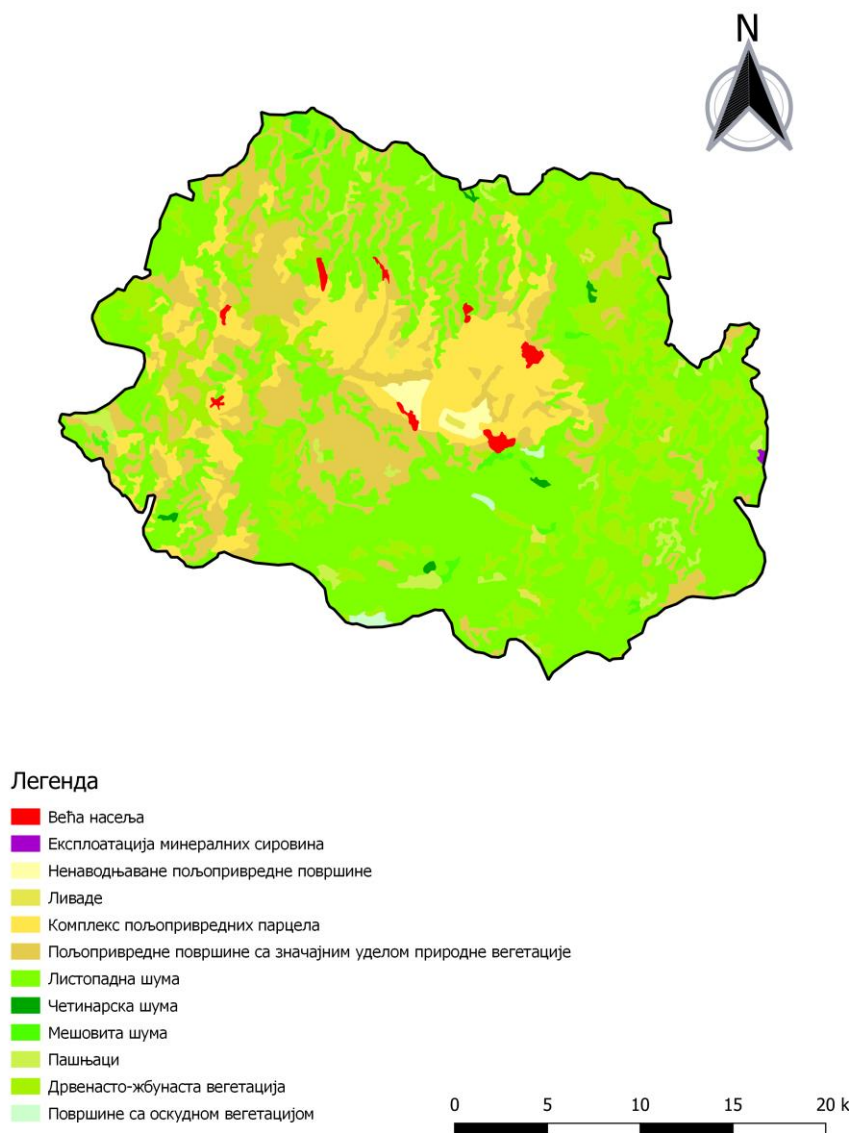 N
Легенда
Већа насеља
Експлоатација минералних сировина
Ненаводњаване пољопривредне површине
Ливаде
Комплекс пољопривредних парцела
Пољопривредне површине са значајним уделом природне вегетације
Листопадна шума
Четинарска шума
Мешовита шума
Пашњаци
Дрвенасто-жбунаста вегетација
Површине са оскудном вегетацијом
0 5 10 15 20 k